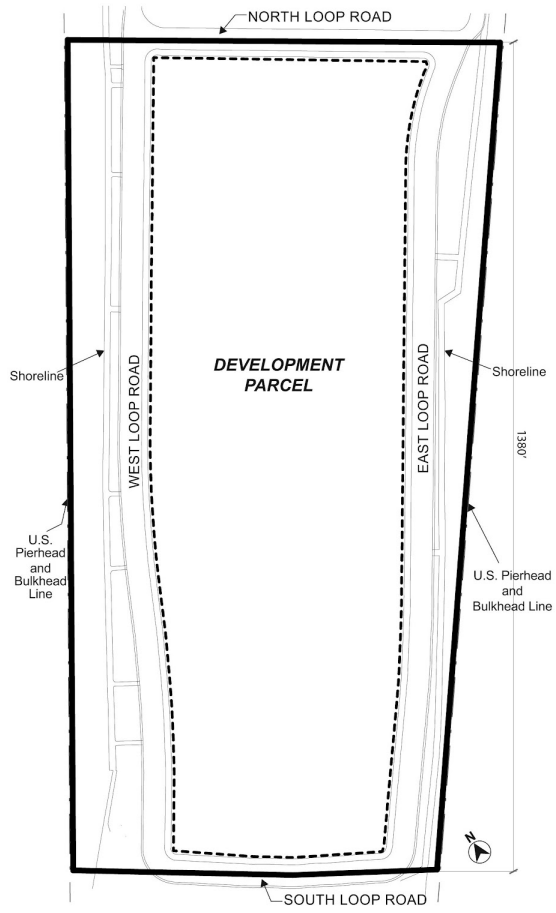 NORTH LOOP ROAD
DEVELOPMENT
PARCEL
WEST LOOP ROAD
EAST LOOP ROAD
Shoreline
Shoreline
1380'
U.S.
Pierhead
and
Bulkhead
Line
U.S. Pierhead
and
Bulkhead Line
N
SOUTH LOOP ROAD